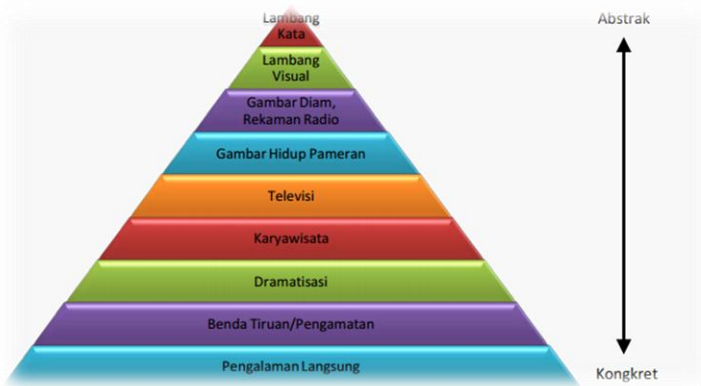 Lambang
Kata
Lambang
Visual
Gambar Diam,
Rekaman Radio
Gambar Hidup Pameran
Televisi
Karyawisata
Dramatisasi
Benda Tiruan/Pengamatan
Pengalaman Langsung
Abstrak
Kongkret